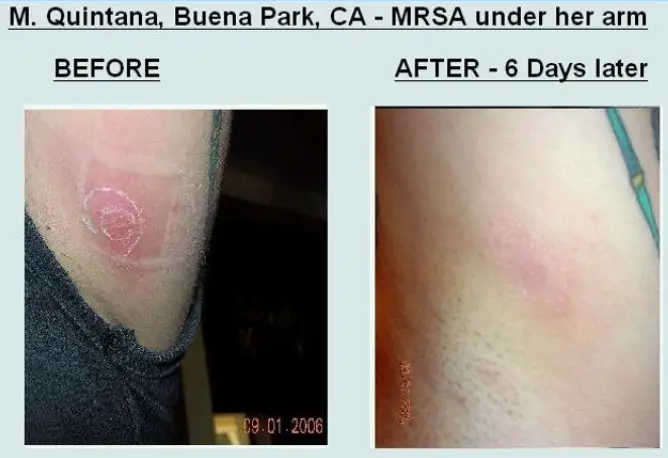 M. Quintana, Buena Park, CA - MRSA under her arm
BEFORE
AFTER - 6 Days later
09.01.2006